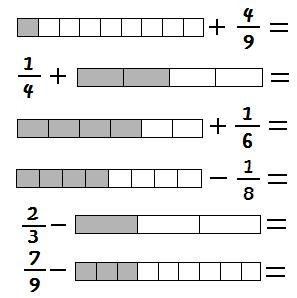 + 4/9 =
1/4 + =
+ 1/6 =
− 1/8 =
2/3 − =
7/9 − =